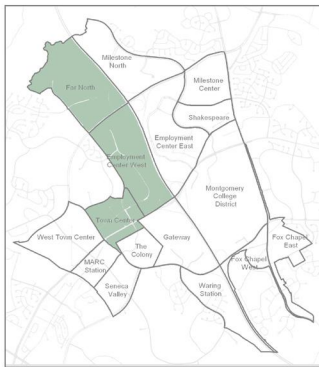 Milestone
North
Far North
Milestone
Center
Shakespeare
Employment
Center East
Employment
Center West
Montgomery
College
District
Town Center
West Town Center
The
Colony
Gateway
Fox Chapel
East
MARC
Station
Fox Chapel
West
Seneca
Valley
Waring
Station